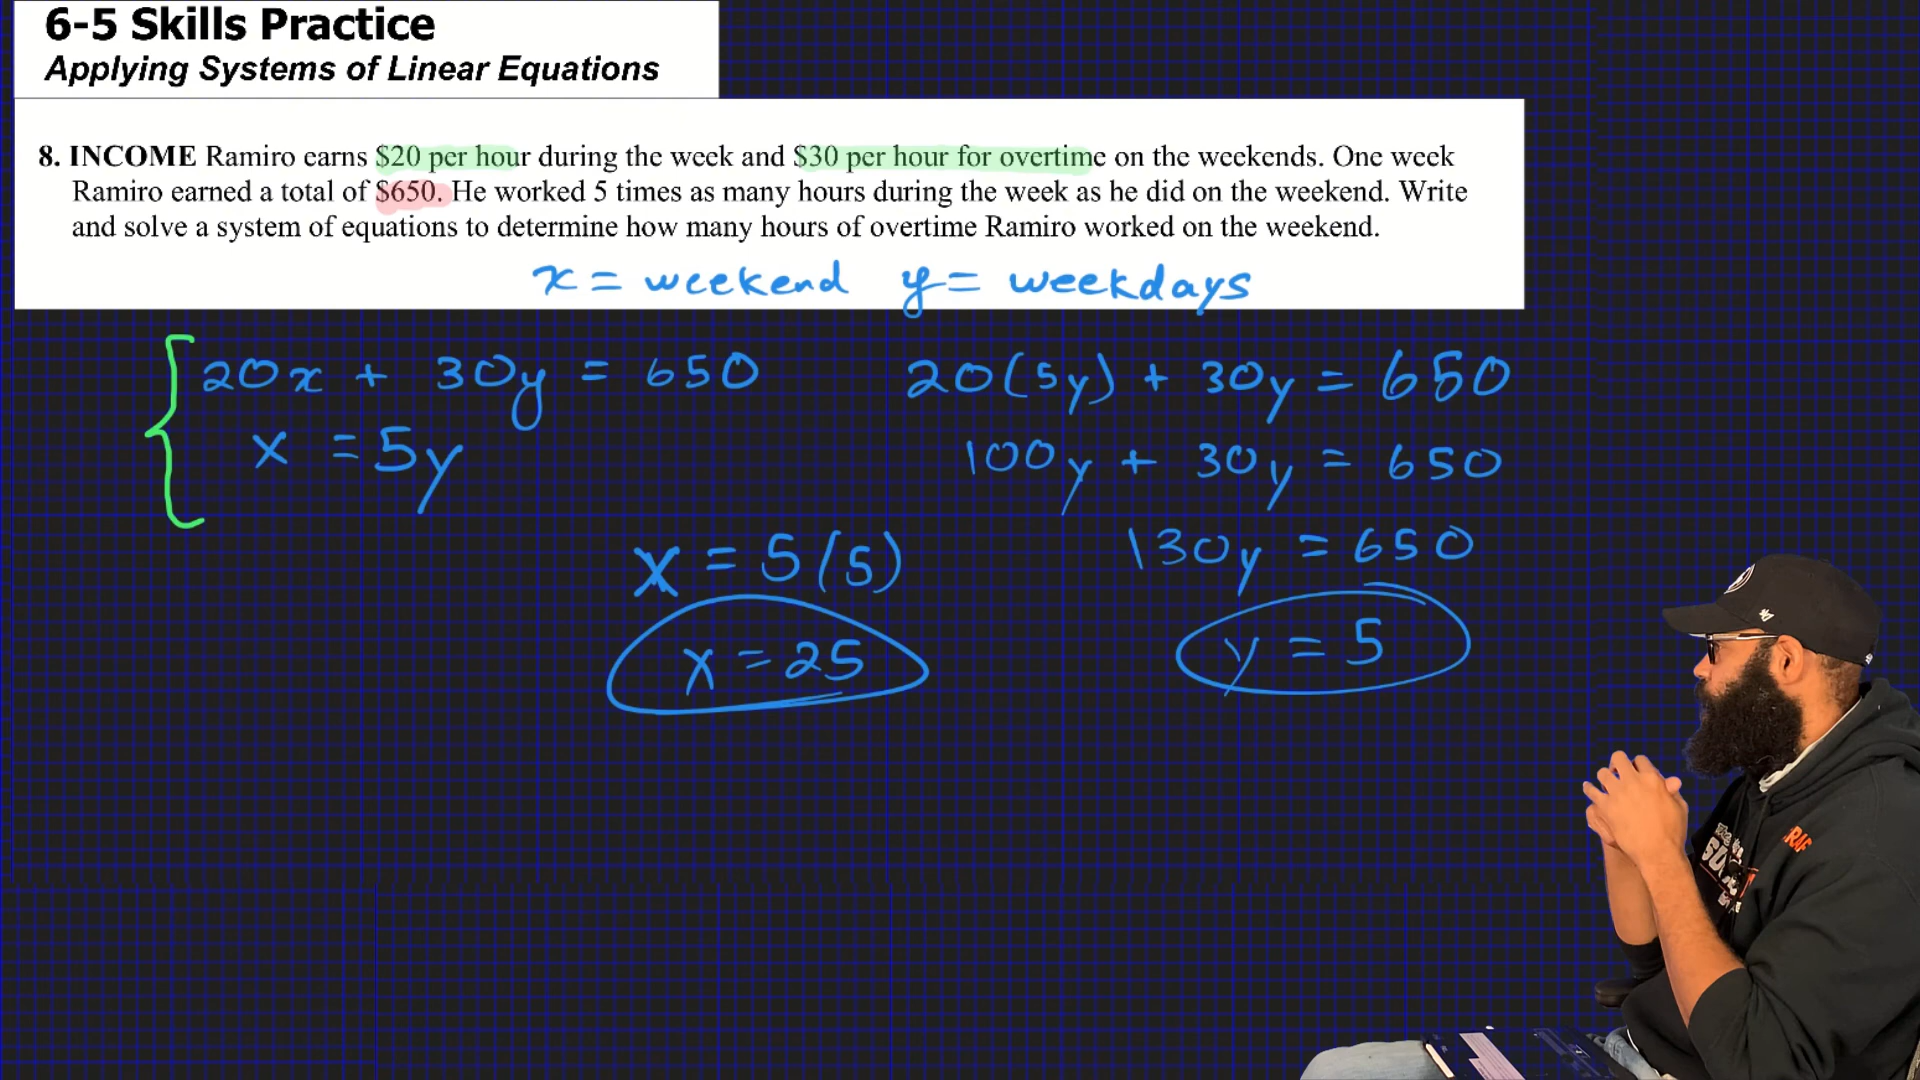 6-5 Skills Practice
Applying Systems of Linear Equations
8. INCOME Ramiro earns $20 per hour during the week and $30 per hour for overtime on the weekends. One week
Ramiro earned a total of $650. He worked 5 times as many hours during the week as he did on the weekend. Write
and solve a system of equations to determine how many hours of overtime Ramiro worked on the weekend.
x = weekend y = weekdays
20x + 30y = 650
x = 5y
20(5y) + 30y = 650
100y + 30y = 650
130y = 650
y = 5
x = 5(5)
x = 25